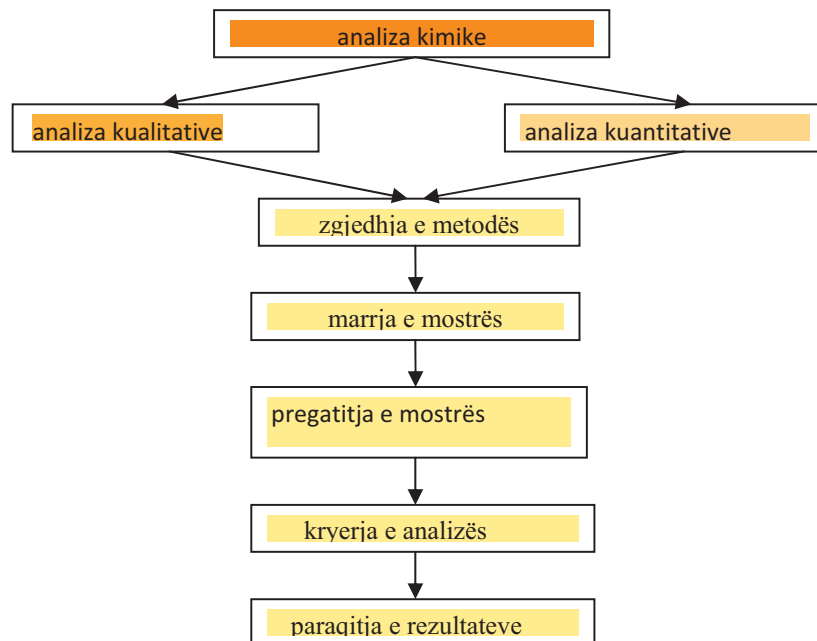 analiza kimike
analiza kualitative
analiza kuantitative
zgjedhja e metodës
marrja e mostrës
pregatitja e mostrës
kryerja e analizës
paraqitja e rezultateve